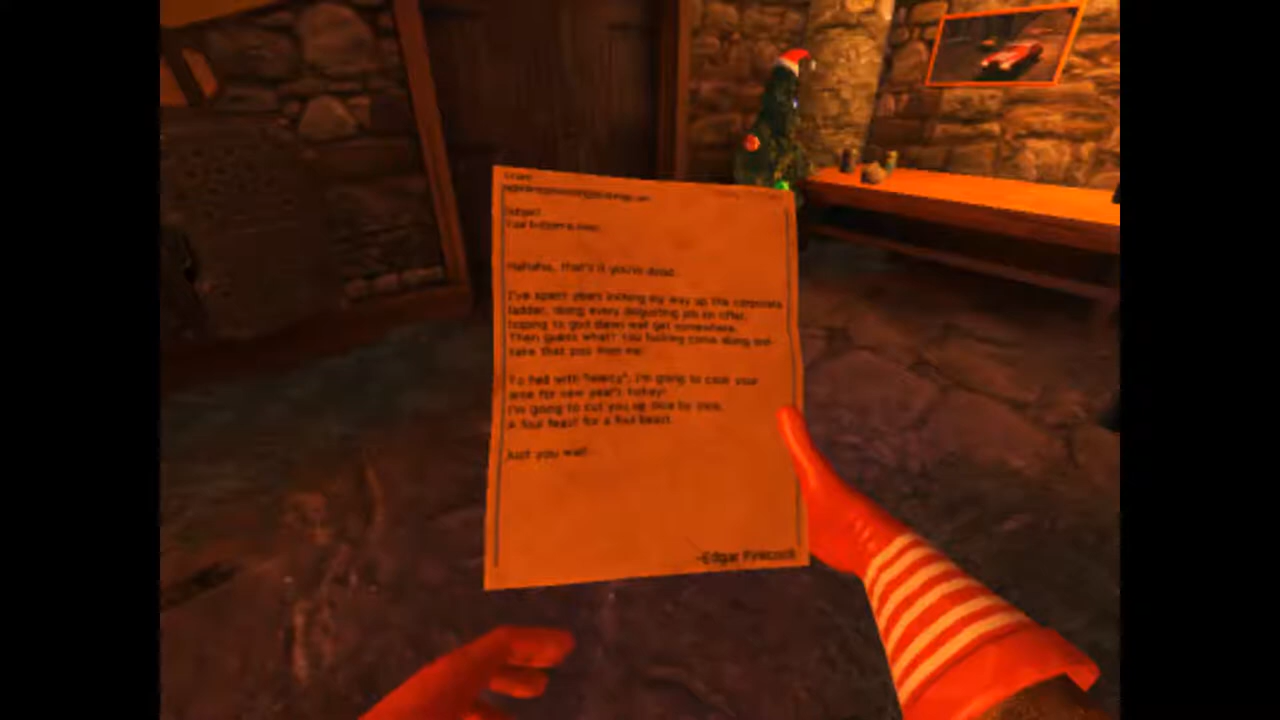 Hahaha, that's it you're dead.
I've spent years inching my way up the corporate
ladder, doing every disgusting job on offer,
hoping to god damn well get somewhere.
Then guess what? You fucking come along and
take that post from me.
To hell with I'm going to cook your
arse for new year's turkey!
I'm going to cut you up slice by slice.
A foul feast for a foul beast.
Just you wait.
-Edgar